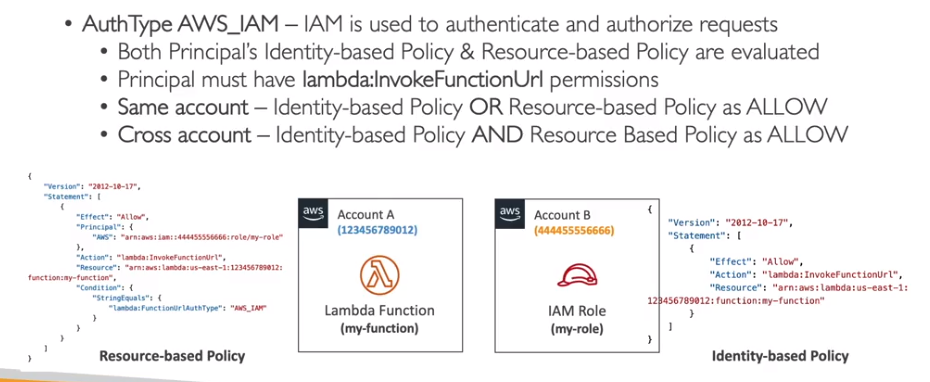 • AuthType AWS_IAM – IAM is used to authenticate and authorize requests
• Both Principal's Identity-based Policy & Resource-based Policy are evaluated
• Principal must have lambda:InvokeFunctionUrl permissions
• Same account – Identity-based Policy OR Resource-based Policy as ALLOW
• Cross account – Identity-based Policy AND Resource Based Policy as ALLOW
{
"Version": "2012-10-17",
"Statement": [
{
"Effect": "Allow",
"Principal": {
"AWS": "arn:aws:iam::444455556666:role/my-role"
},
"Action": "lambda:InvokeFunctionUrl",
"Resource": "arn:aws:lambda:us-east-1:123456789012:
function:my-function",
"Condition": {
"StringEquals": {
"lambda:FunctionUrlAuthType": "AWS_IAM"
}
}
}
]
}
Resource-based Policy
aws
Account A
(123456789012)
Lambda Function
(my-function)
aws
Account B
(444455556666)
IAM Role
(my-role)
{
"Version": "2012-10-17",
"Statement": [
{
"Effect": "Allow",
"Action": "lambda:InvokeFunctionUrl",
"Resource": "arn:aws:lambda:us-east-1:
123456789012:function:my-function"
}
]
}
Identity-based Policy